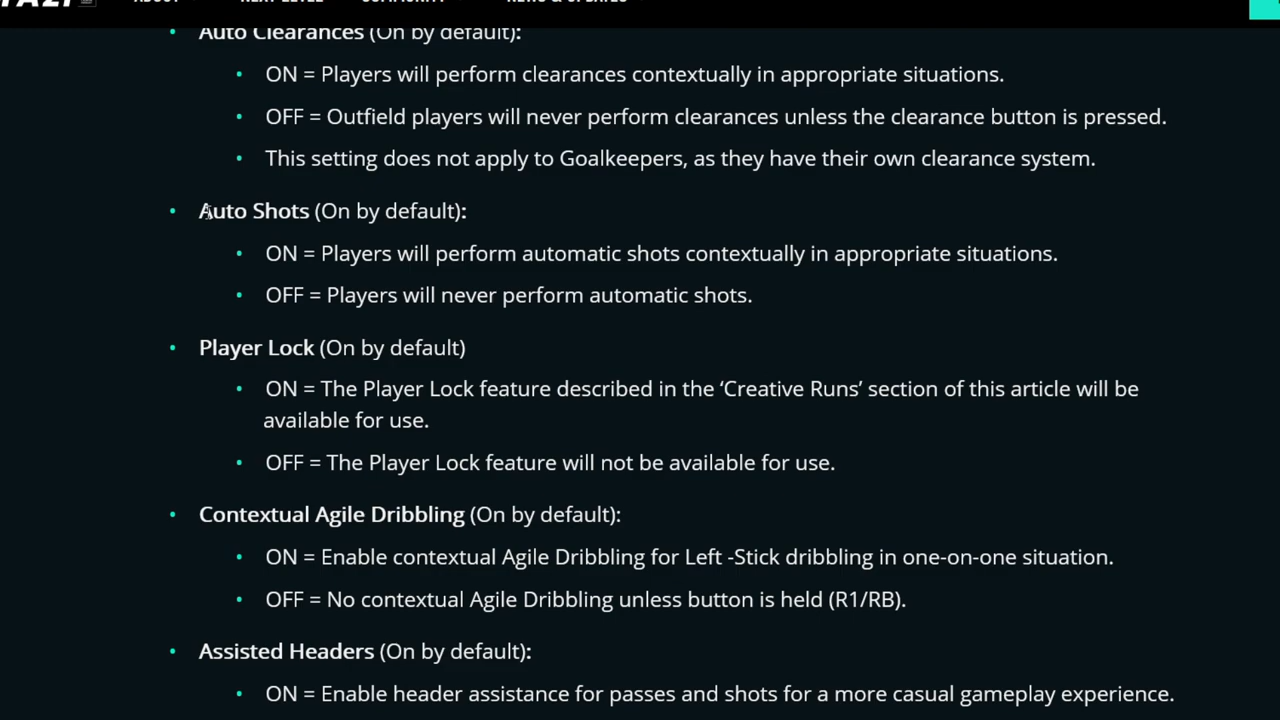 ABOUT NEXT LEVEL COMMUNITY NEWS & UPDATES
Auto Clearances (On by default):
ON = Players will perform clearances contextually in appropriate situations.
OFF = Outfield players will never perform clearances unless the clearance button is pressed.
This setting does not apply to Goalkeepers, as they have their own clearance system.
Auto Shots (On by default):
ON = Players will perform automatic shots contextually in appropriate situations.
OFF = Players will never perform automatic shots.
Player Lock (On by default)
ON = The Player Lock feature described in the ‘Creative Runs’ section of this article will be
available for use.
OFF = The Player Lock feature will not be available for use.
Contextual Agile Dribbling (On by default):
ON = Enable contextual Agile Dribbling for Left -Stick dribbling in one-on-one situation.
OFF = No contextual Agile Dribbling unless button is held (R1/RB).
Assisted Headers (On by default):
ON = Enable header assistance for passes and shots for a more casual gameplay experience.